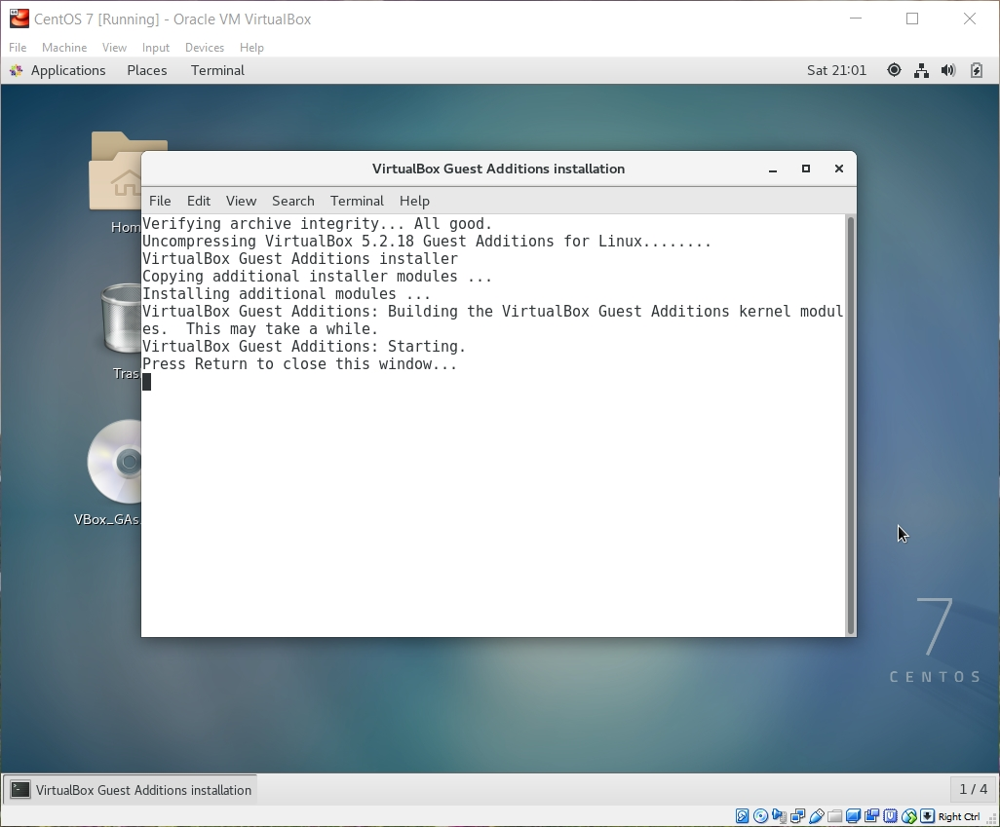 CentOS 7 [Running] - Oracle VM VirtualBox
File Machine View Input Devices Help
Applications Places Terminal Sat 21:01
VirtualBox Guest Additions installation
File Edit View Search Terminal Help
Verifying archive integrity... All good.
Uncompressing VirtualBox 5.2.18 Guest Additions for Linux........
VirtualBox Guest Additions installer
Copying additional installer modules ...
Installing additional modules ...
VirtualBox Guest Additions: Building the VirtualBox Guest Additions kernel modul
es.  This may take a while.
VirtualBox Guest Additions: Starting.
Press Return to close this window...
Hom
Tras
VBox_GAs
7
CENTOS
VirtualBox Guest Additions installation
1 / 4
Right Ctrl